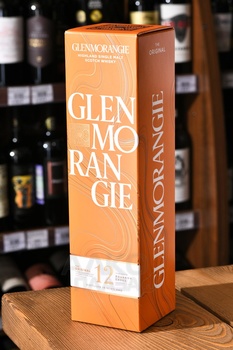 GLENMORANGIE
HIGHLAND SINGLE MALT
SCOTCH WHISKY
GLEN
MO
RAN
GIE
12
THE
ORIGINAL
GLENMORANGIE